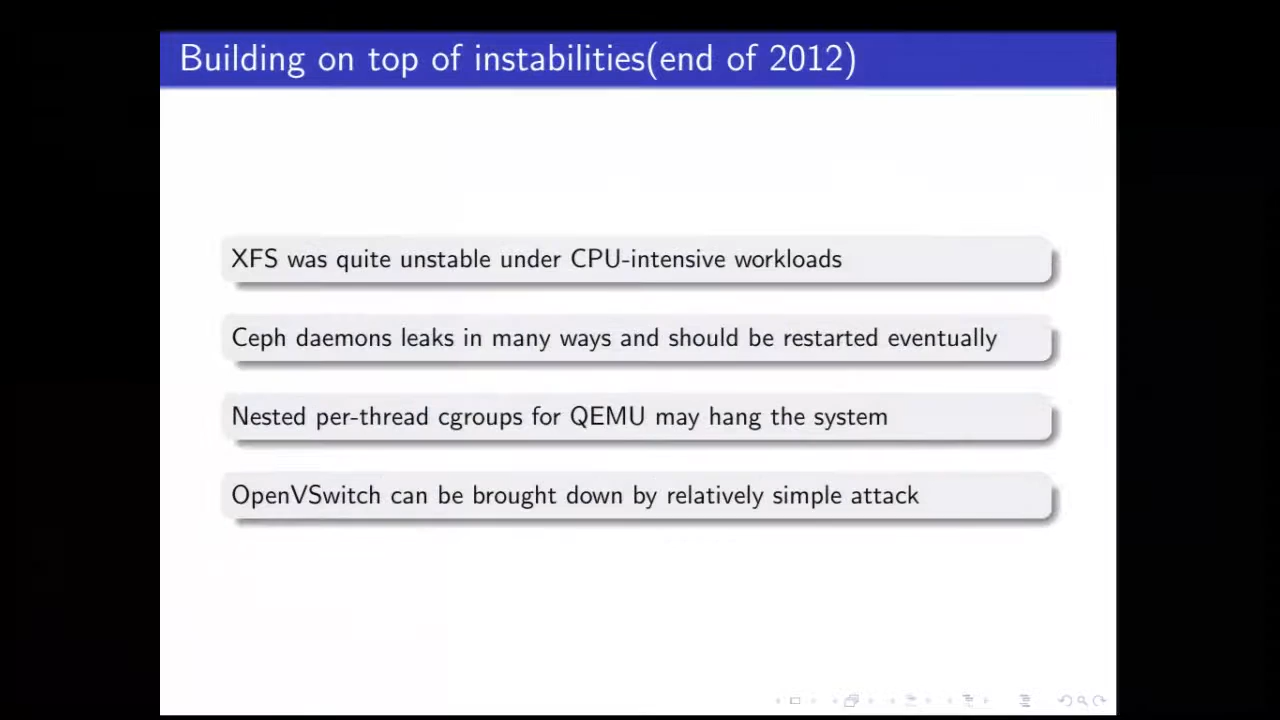 Building on top of instabilities(end of 2012)
XFS was quite unstable under CPU-intensive workloads
Ceph daemons leaks in many ways and should be restarted eventually
Nested per-thread cgroups for QEMU may hang the system
OpenVSwitch can be brought down by relatively simple attack